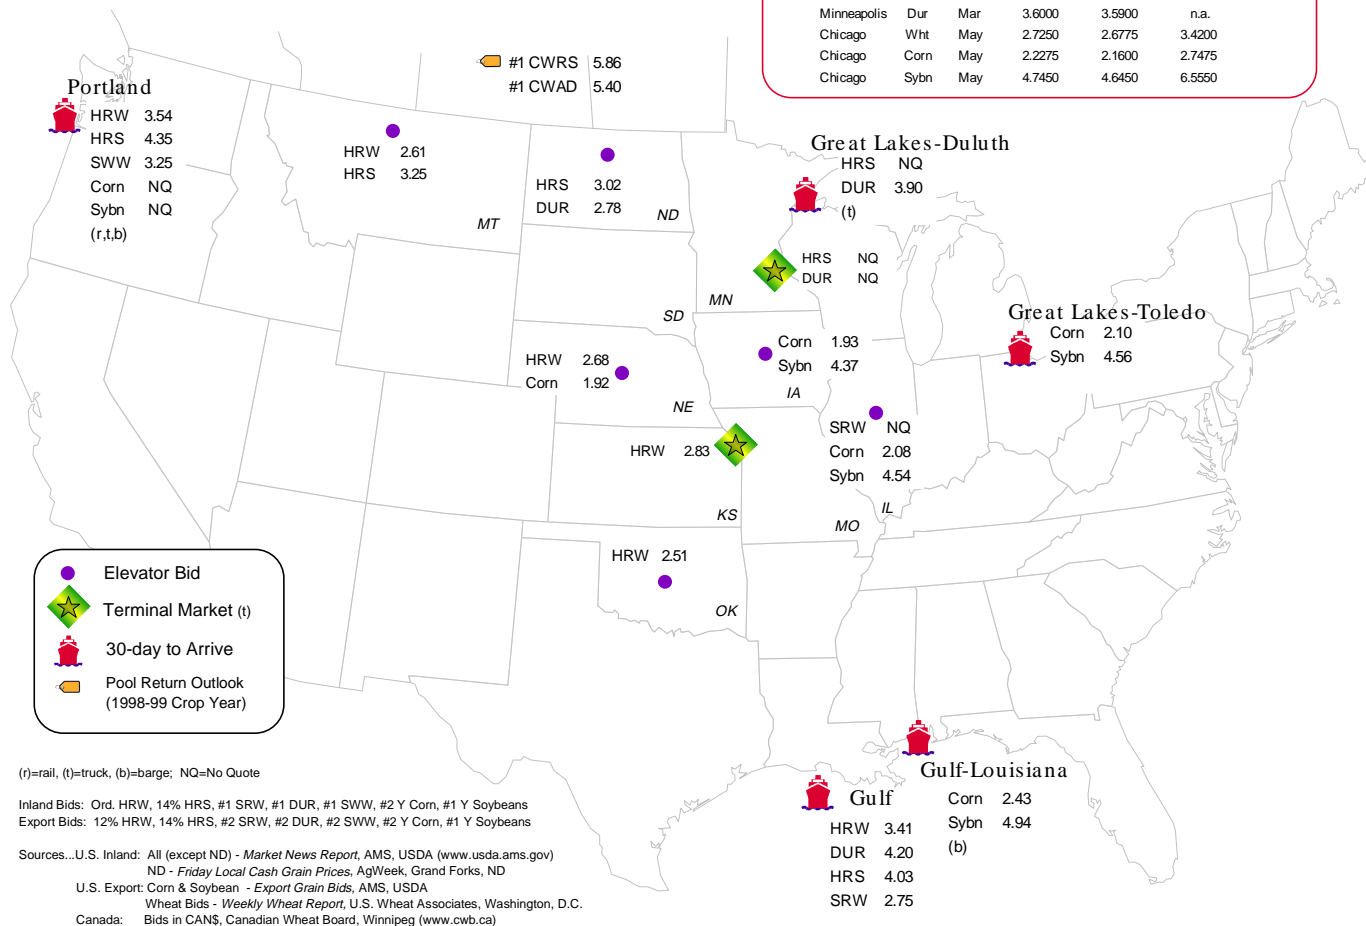 Minneapolis Dur Mar 3.6000 3.5900 n.a.
Chicago Wht May 2.7250 2.6775 3.4200
Chicago Corn May 2.2275 2.1600 2.7475
Chicago Sybn May 4.7450 4.6450 6.5550
#1 CWRS 5.86
#1 CWAD 5.40
Portland
HRW 3.54
HRS 4.35
SWW 3.25
Corn NQ
Sybn NQ
(r,t,b)
HRW 2.61
HRS 3.25
MT
HRS 3.02
DUR 2.78
ND
Great Lakes-Duluth
HRS NQ
DUR 3.90
(t)
HRS NQ
DUR NQ
MN
SD
Great Lakes-Toledo
Corn 2.10
Sybn 4.56
HRW 2.68
Corn 1.92
NE
Corn 1.93
Sybn 4.37
IA
SRW NQ
Corn 2.08
Sybn 4.54
IL
HRW 2.83
KS
MO
HRW 2.51
OK
Elevator Bid
Terminal Market (t)
30-day to Arrive
Pool Return Outlook
(1998-99 Crop Year)
Gulf-Louisiana
Corn 2.43
Sybn 4.94
(b)
Gulf
HRW 3.41
DUR 4.20
HRS 4.03
SRW 2.75
(r)=rail, (t)=truck, (b)=barge; NQ=No Quote
Inland Bids: Ord. HRW, 14% HRS, #1 SRW, #1 DUR, #1 SWW, #2 Y Corn, #1 Y Soybeans
Export Bids: 12% HRW, 14% HRS, #2 SRW, #2 DUR, #2 SWW, #2 Y Corn, #1 Y Soybeans
Sources...U.S. Inland: All (except ND) - Market News Report, AMS, USDA (www.usda.ams.gov)
ND - Friday Local Cash Grain Prices, AgWeek, Grand Forks, ND
U.S. Export: Corn & Soybean - Export Grain Bids, AMS, USDA
Wheat Bids - Weekly Wheat Report, U.S. Wheat Associates, Washington, D.C.
Canada: Bids in CAN$, Canadian Wheat Board, Winnipeg (www.cwb.ca)